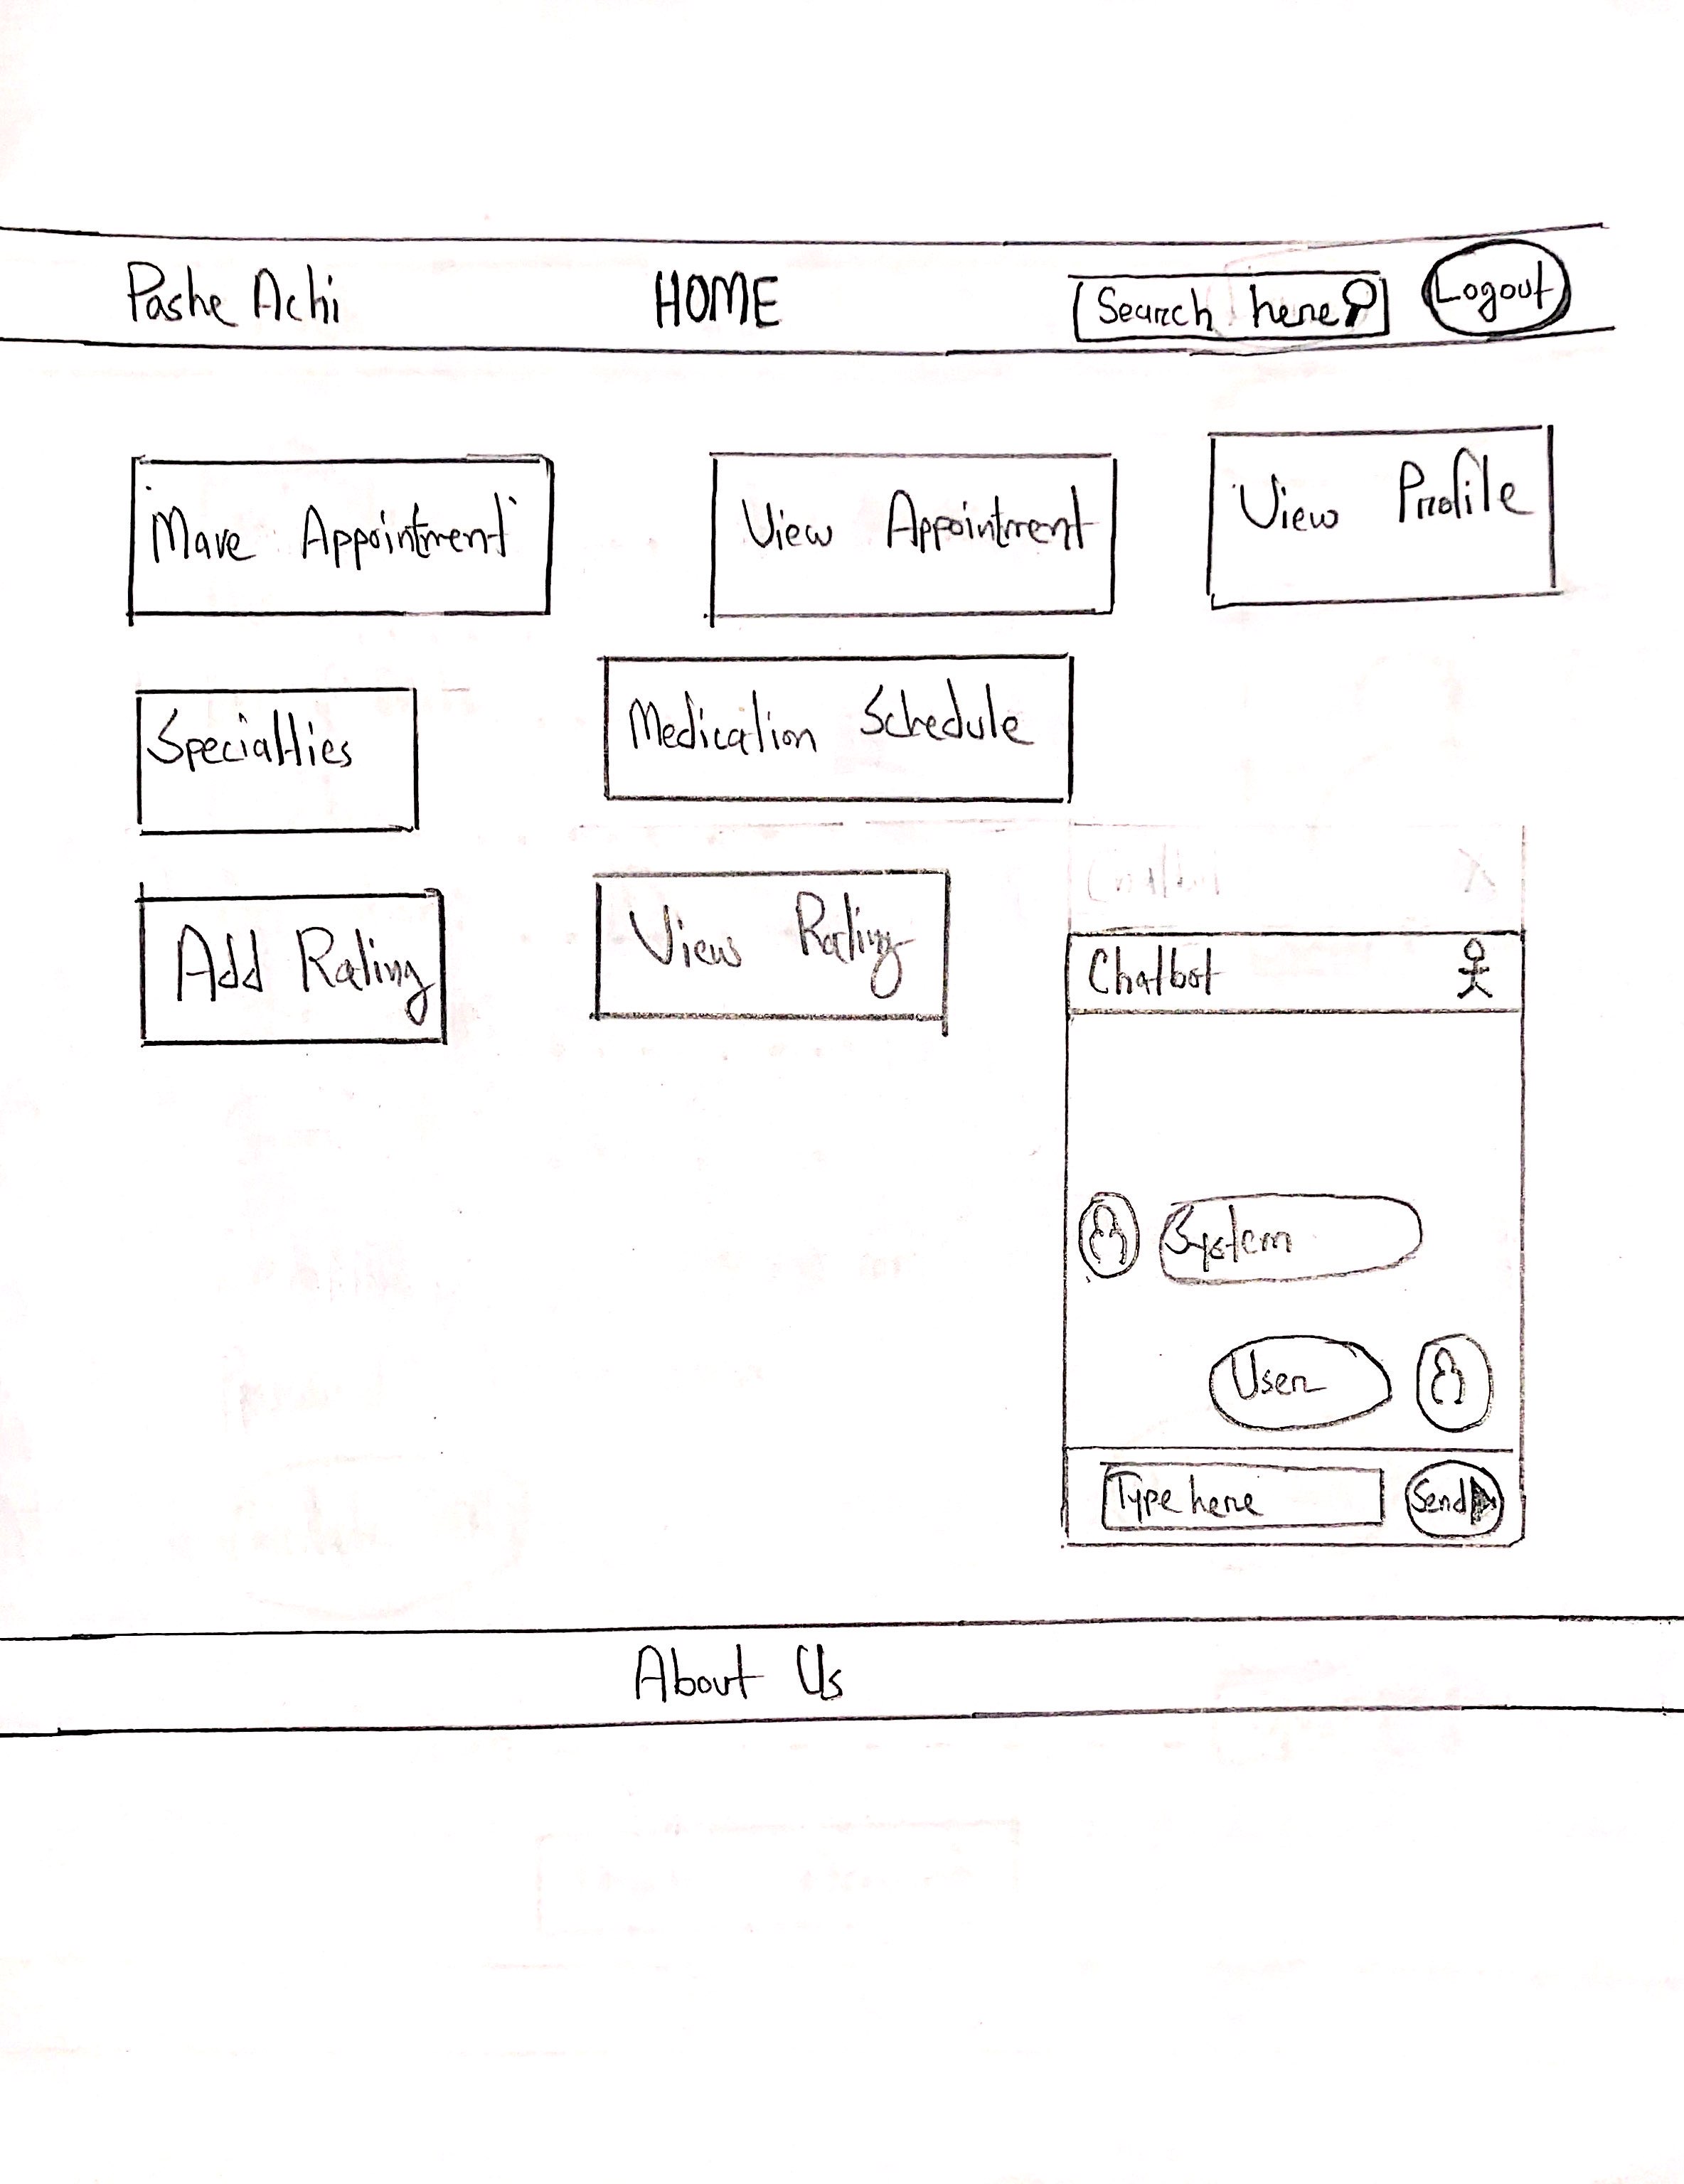 Pashe Achi HOME Search here Logout
Make Appointment View Appointment View Profile
Specialties Medication Schedule
Add Rating View Rating
Chatbot
System
User
Type here Send
About Us